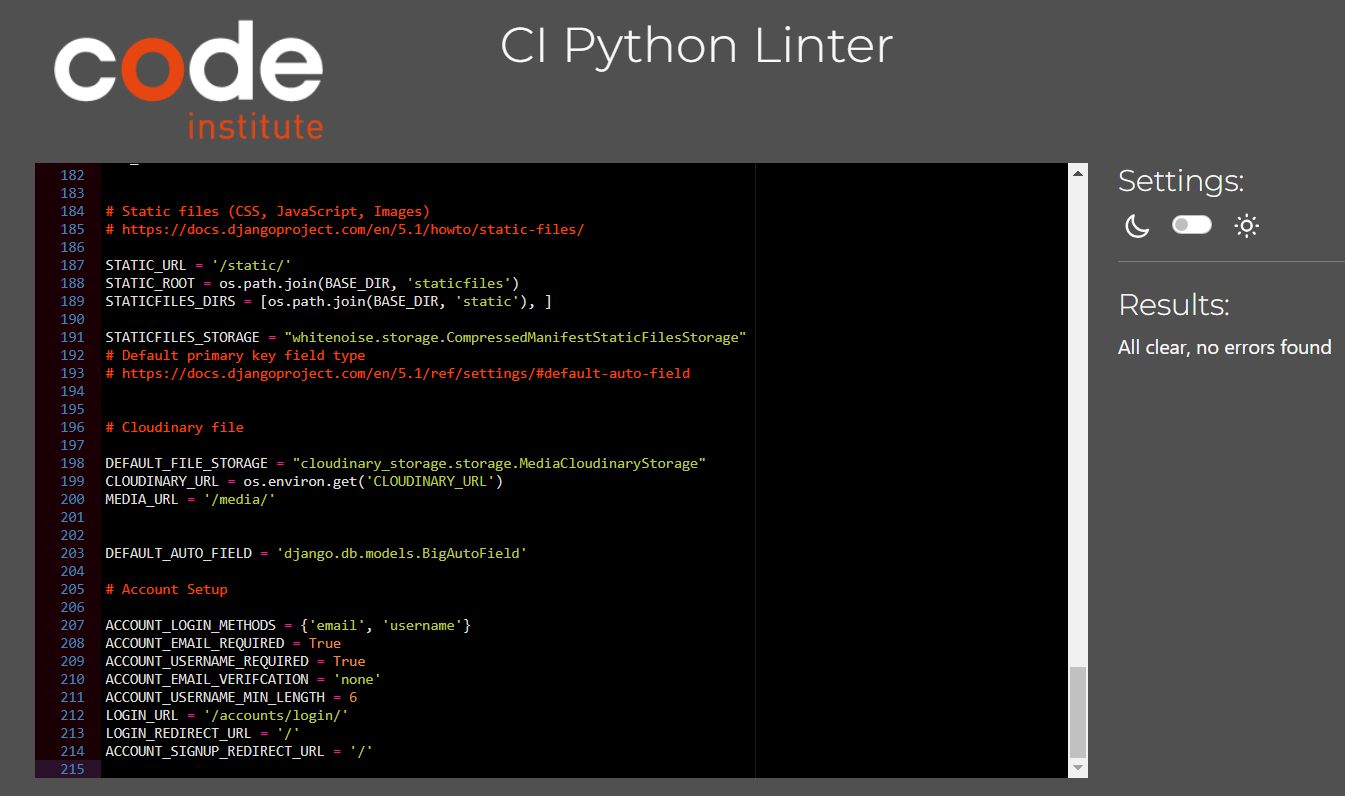 code
institute
CI Python Linter
182
183
184 # Static files (CSS, JavaScript, Images)
185 # https://docs.djangoproject.com/en/5.1/howto/static-files/
186
187 STATIC_URL = '/static/'
188 STATIC_ROOT = os.path.join(BASE_DIR, 'staticfiles')
189 STATICFILES_DIRS = [os.path.join(BASE_DIR, 'static'), ]
190
191 STATICFILES_STORAGE = "whitenoise.storage.CompressedManifestStaticFilesStorage"
192 # Default primary key field type
193 # https://docs.djangoproject.com/en/5.1/ref/settings/#default-auto-field
194
195
196 # Cloudinary file
197
198 DEFAULT_FILE_STORAGE = "cloudinary_storage.storage.MediaCloudinaryStorage"
199 CLOUDINARY_URL = os.environ.get('CLOUDINARY_URL')
200 MEDIA_URL = '/media/'
201
202
203 DEFAULT_AUTO_FIELD = 'django.db.models.BigAutoField'
204
205 # Account Setup
206
207 ACCOUNT_LOGIN_METHODS = {'email', 'username'}
208 ACCOUNT_EMAIL_REQUIRED = True
209 ACCOUNT_USERNAME_REQUIRED = True
210 ACCOUNT_EMAIL_VERIFCATION = 'none'
211 ACCOUNT_USERNAME_MIN_LENGTH = 6
212 LOGIN_URL = '/accounts/login/'
213 LOGIN_REDIRECT_URL = '/'
214 ACCOUNT_SIGNUP_REDIRECT_URL = '/'
215
Settings:
Results:
All clear, no errors found